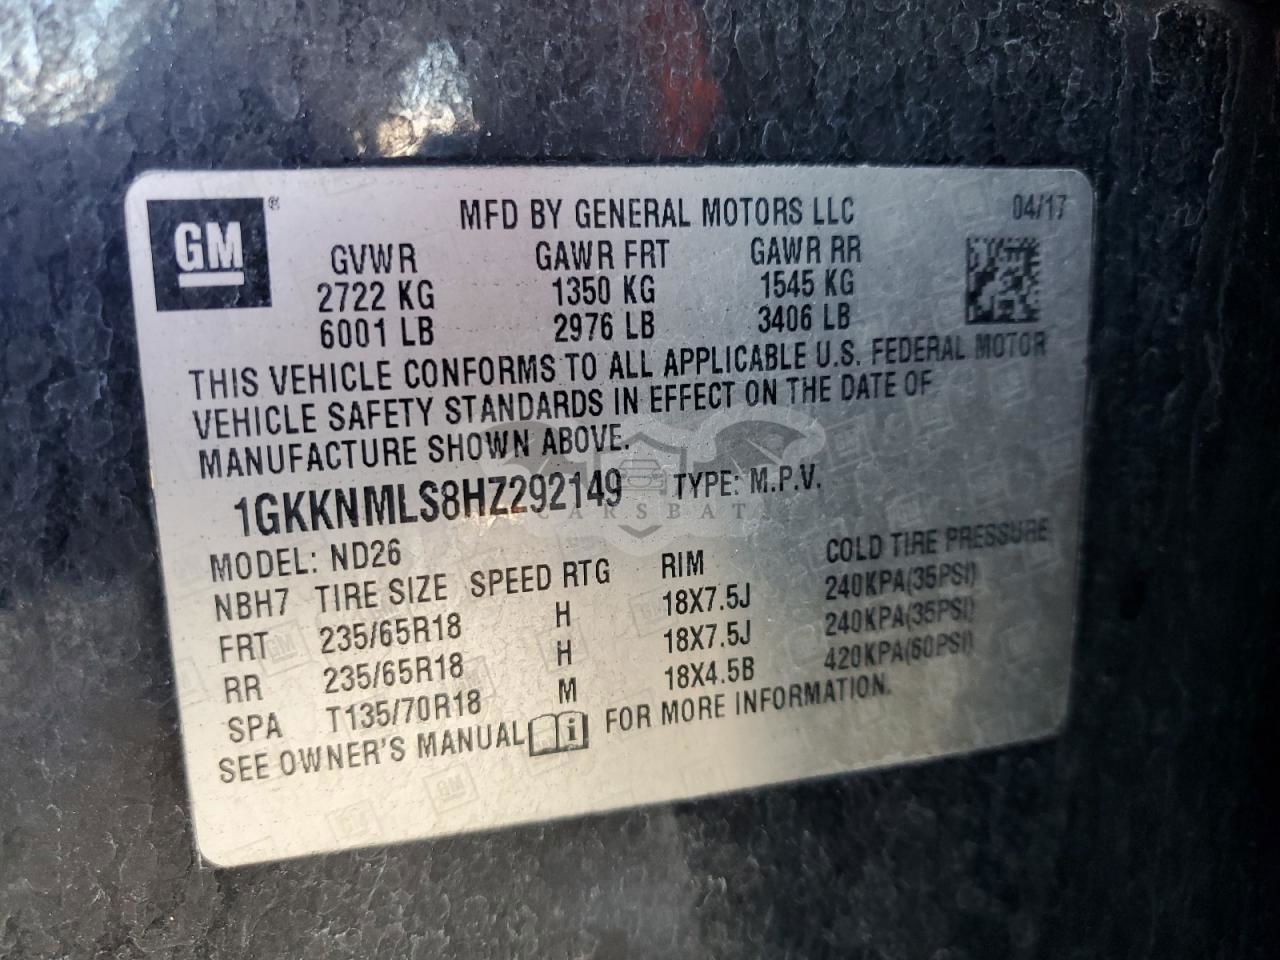 GM®
MFD BY GENERAL MOTORS LLC 04/17
GVWR GAWR FRT GAWR RR
2722 KG 1350 KG 1545 KG
6001 LB 2976 LB 3406 LB
THIS VEHICLE CONFORMS TO ALL APPLICABLE U.S. FEDERAL MOTOR
VEHICLE SAFETY STANDARDS IN EFFECT ON THE DATE OF
MANUFACTURE SHOWN ABOVE.
1GKKNMLS8HZ292149 TYPE: M.P.V.
MODEL: ND26
NBH7 TIRE SIZE SPEED RTG RIM COLD TIRE PRESSURE
FRT 235/65R18 H 18X7.5J 240KPA(35PSI)
RR 235/65R18 H 18X7.5J 240KPA(35PSI)
SPA T135/70R18 M 18X4.5B 420KPA(60PSI)
SEE OWNER'S MANUAL FOR MORE INFORMATION.